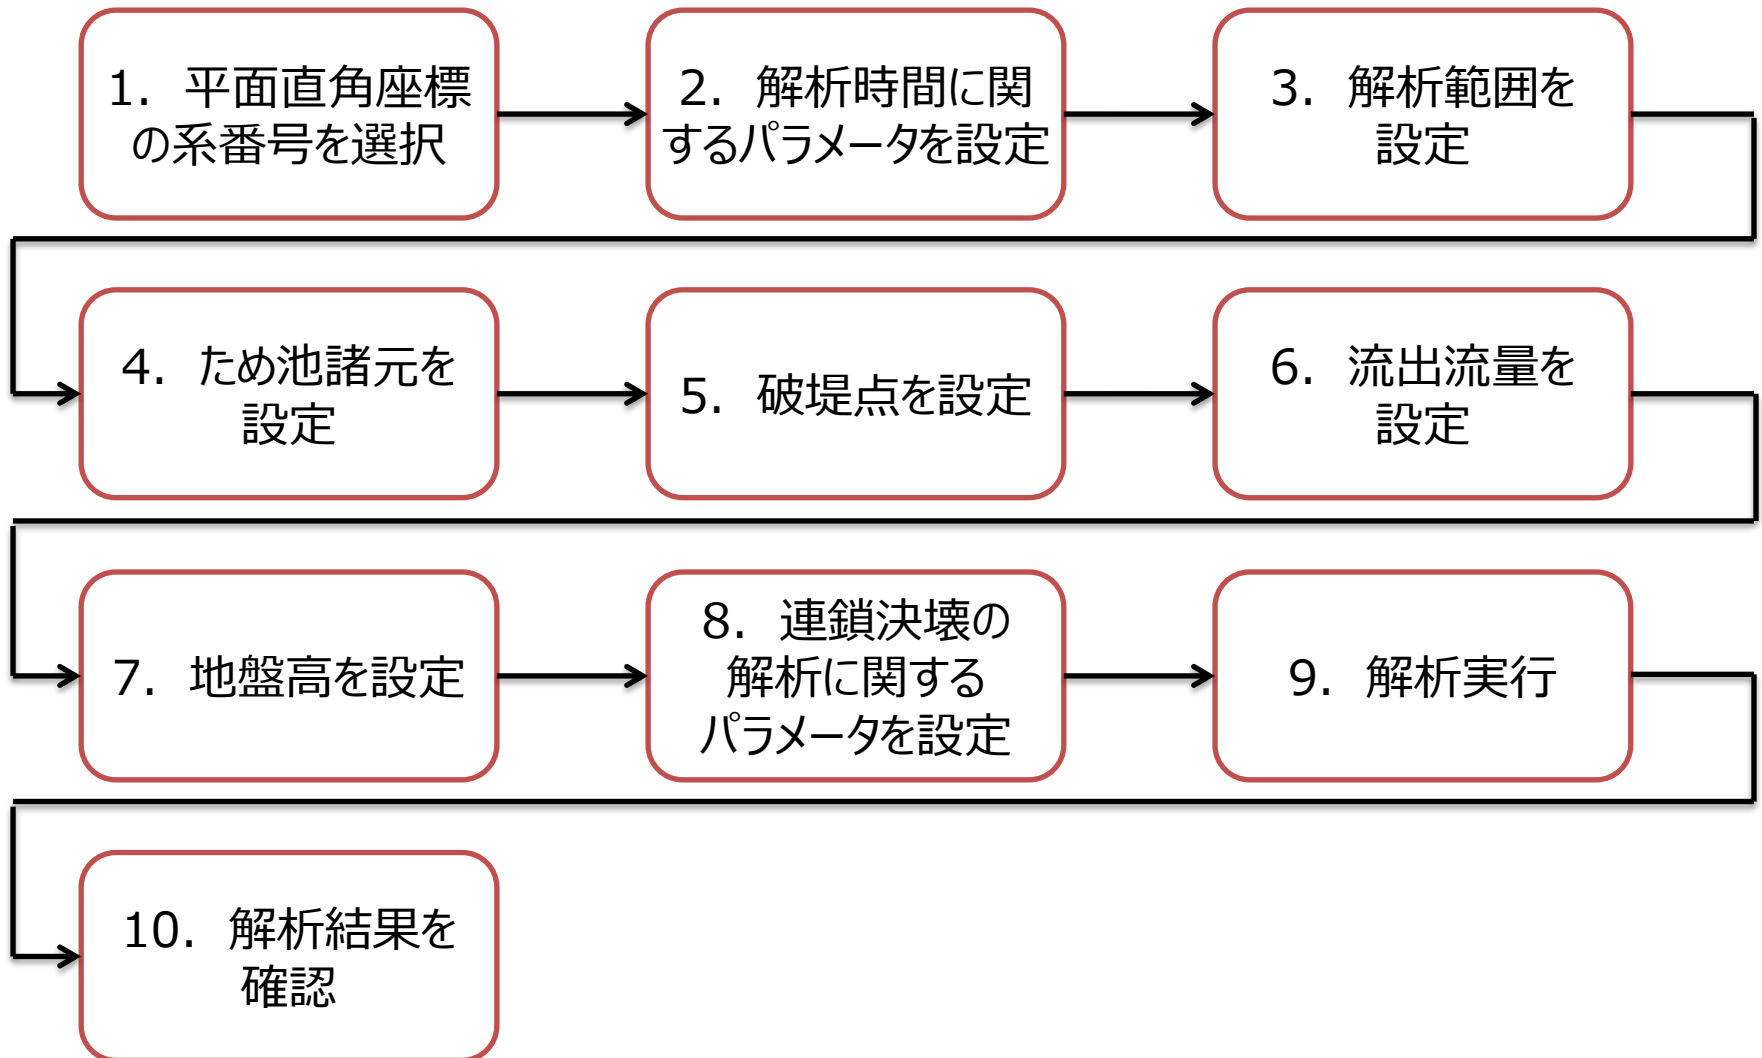 1. 平面直角座標
の系番号を選択
2. 解析時間に関
するパラメータを設定
3. 解析範囲を
設定
4. ため池諸元を
設定
5. 破堤点を設定
6. 流出流量を
設定
7. 地盤高を設定
8. 連鎖決壊の
解析に関する
パラメータを設定
9. 解析実行
10. 解析結果を
確認